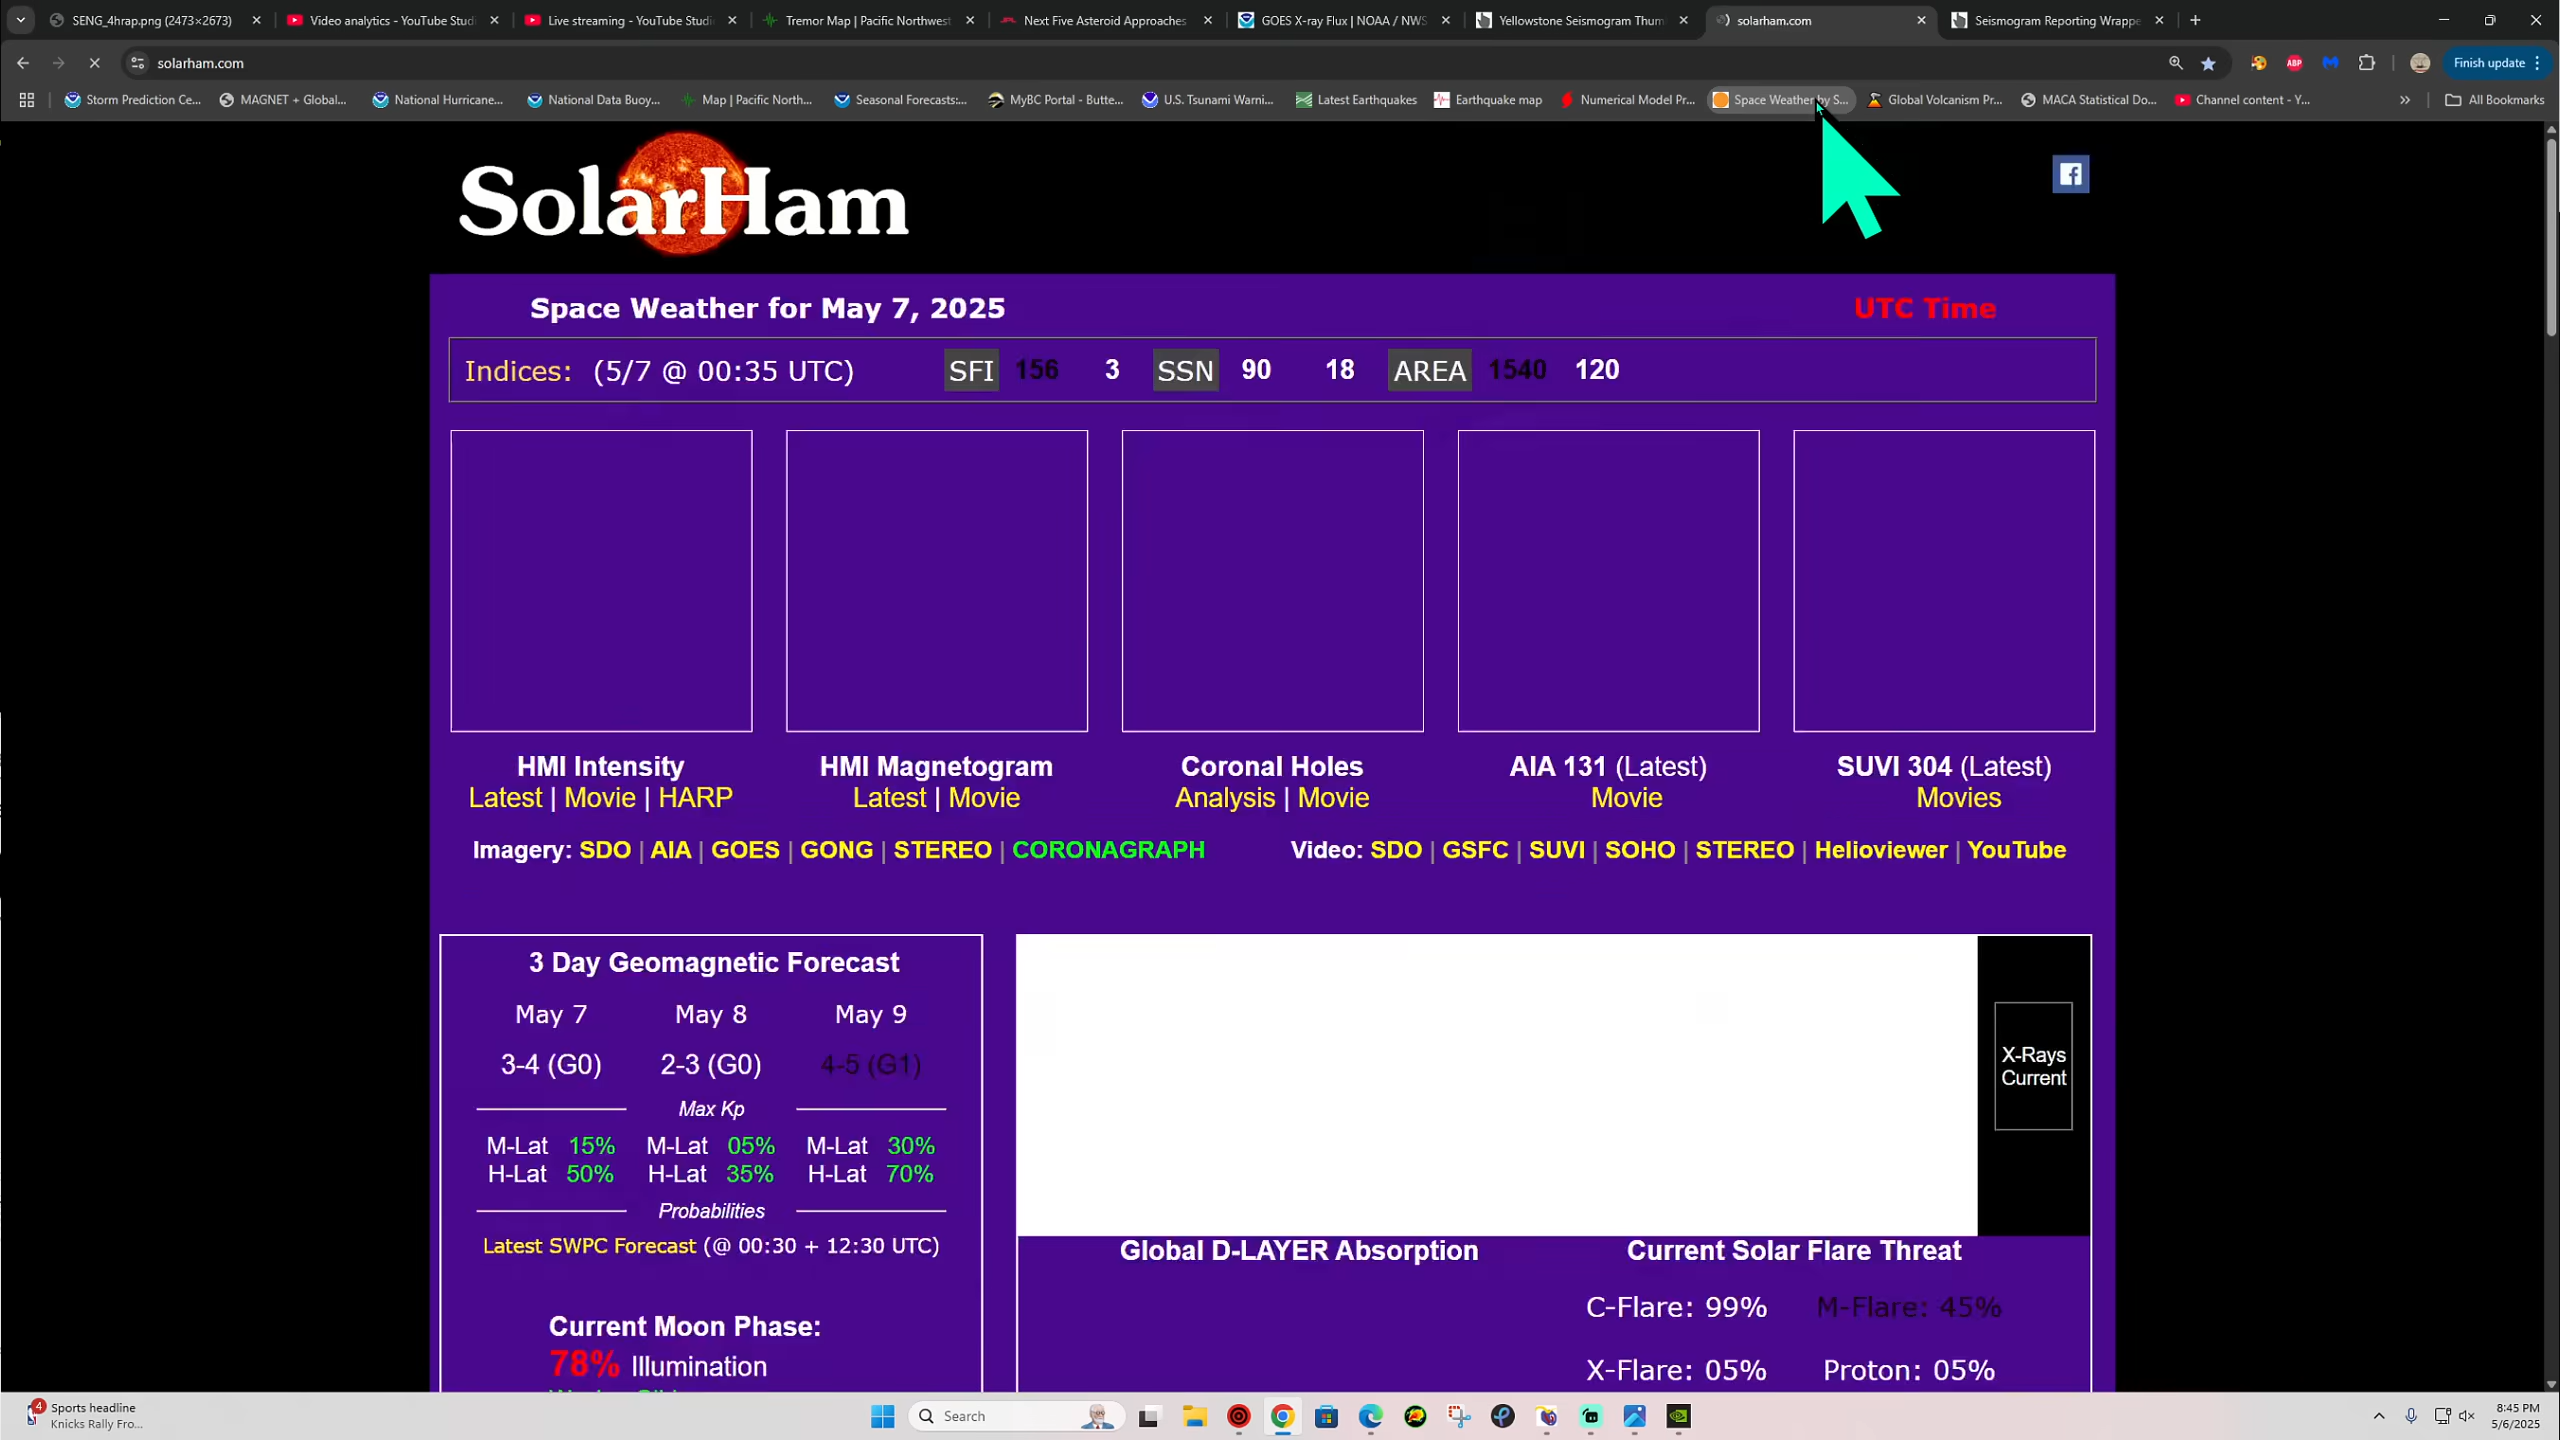 SENG_4hrap.png (2473×2673)
Video analytics - YouTube Studi
Live streaming - YouTube Studi
Tremor Map | Pacific Northwest
Next Five Asteroid Approaches
GOES X-ray Flux | NOAA / NWS
Yellowstone Seismogram Thum
solarham.com
Seismogram Reporting Wrappe
solarham.com
ABP
Finish update
Storm Prediction Ce...
MAGNET + Global...
National Hurricane...
National Data Buoy...
Map | Pacific North...
Seasonal Forecasts:...
MyBC Portal - Butte...
U.S. Tsunami Warni...
Latest Earthquakes
Earthquake map
Numerical Model Pr...
Space Weather by S...
Global Volcanism Pr...
MACA Statistical Do...
Channel content - Y...
All Bookmarks
SolarHam
Space Weather for May 7, 2025
UTC Time
Indices: (5/7 @ 00:35 UTC) SFI 156 3 SSN 90 18 AREA 1540 120
HMI Intensity
Latest | Movie | HARP
HMI Magnetogram
Latest | Movie
Coronal Holes
Analysis | Movie
AIA 131 (Latest)
Movie
SUVI 304 (Latest)
Movies
Imagery: SDO | AIA | GOES | GONG | STEREO | CORONAGRAPH
Video: SDO | GSFC | SUVI | SOHO | STEREO | Helioviewer | YouTube
3 Day Geomagnetic Forecast
May 7 May 8 May 9
3-4 (G0) 2-3 (G0) 4-5 (G1)
Max Kp
M-Lat 15% M-Lat 05% M-Lat 30%
H-Lat 50% H-Lat 35% H-Lat 70%
Probabilities
Latest SWPC Forecast (@ 00:30 + 12:30 UTC)
Current Moon Phase:
78% Illumination
X-Rays
Current
Global D-LAYER Absorption
Current Solar Flare Threat
C-Flare: 99% M-Flare: 45%
X-Flare: 05% Proton: 05%
4
Sports headline
Knicks Rally Fro...
Search
8:45 PM
5/6/2025